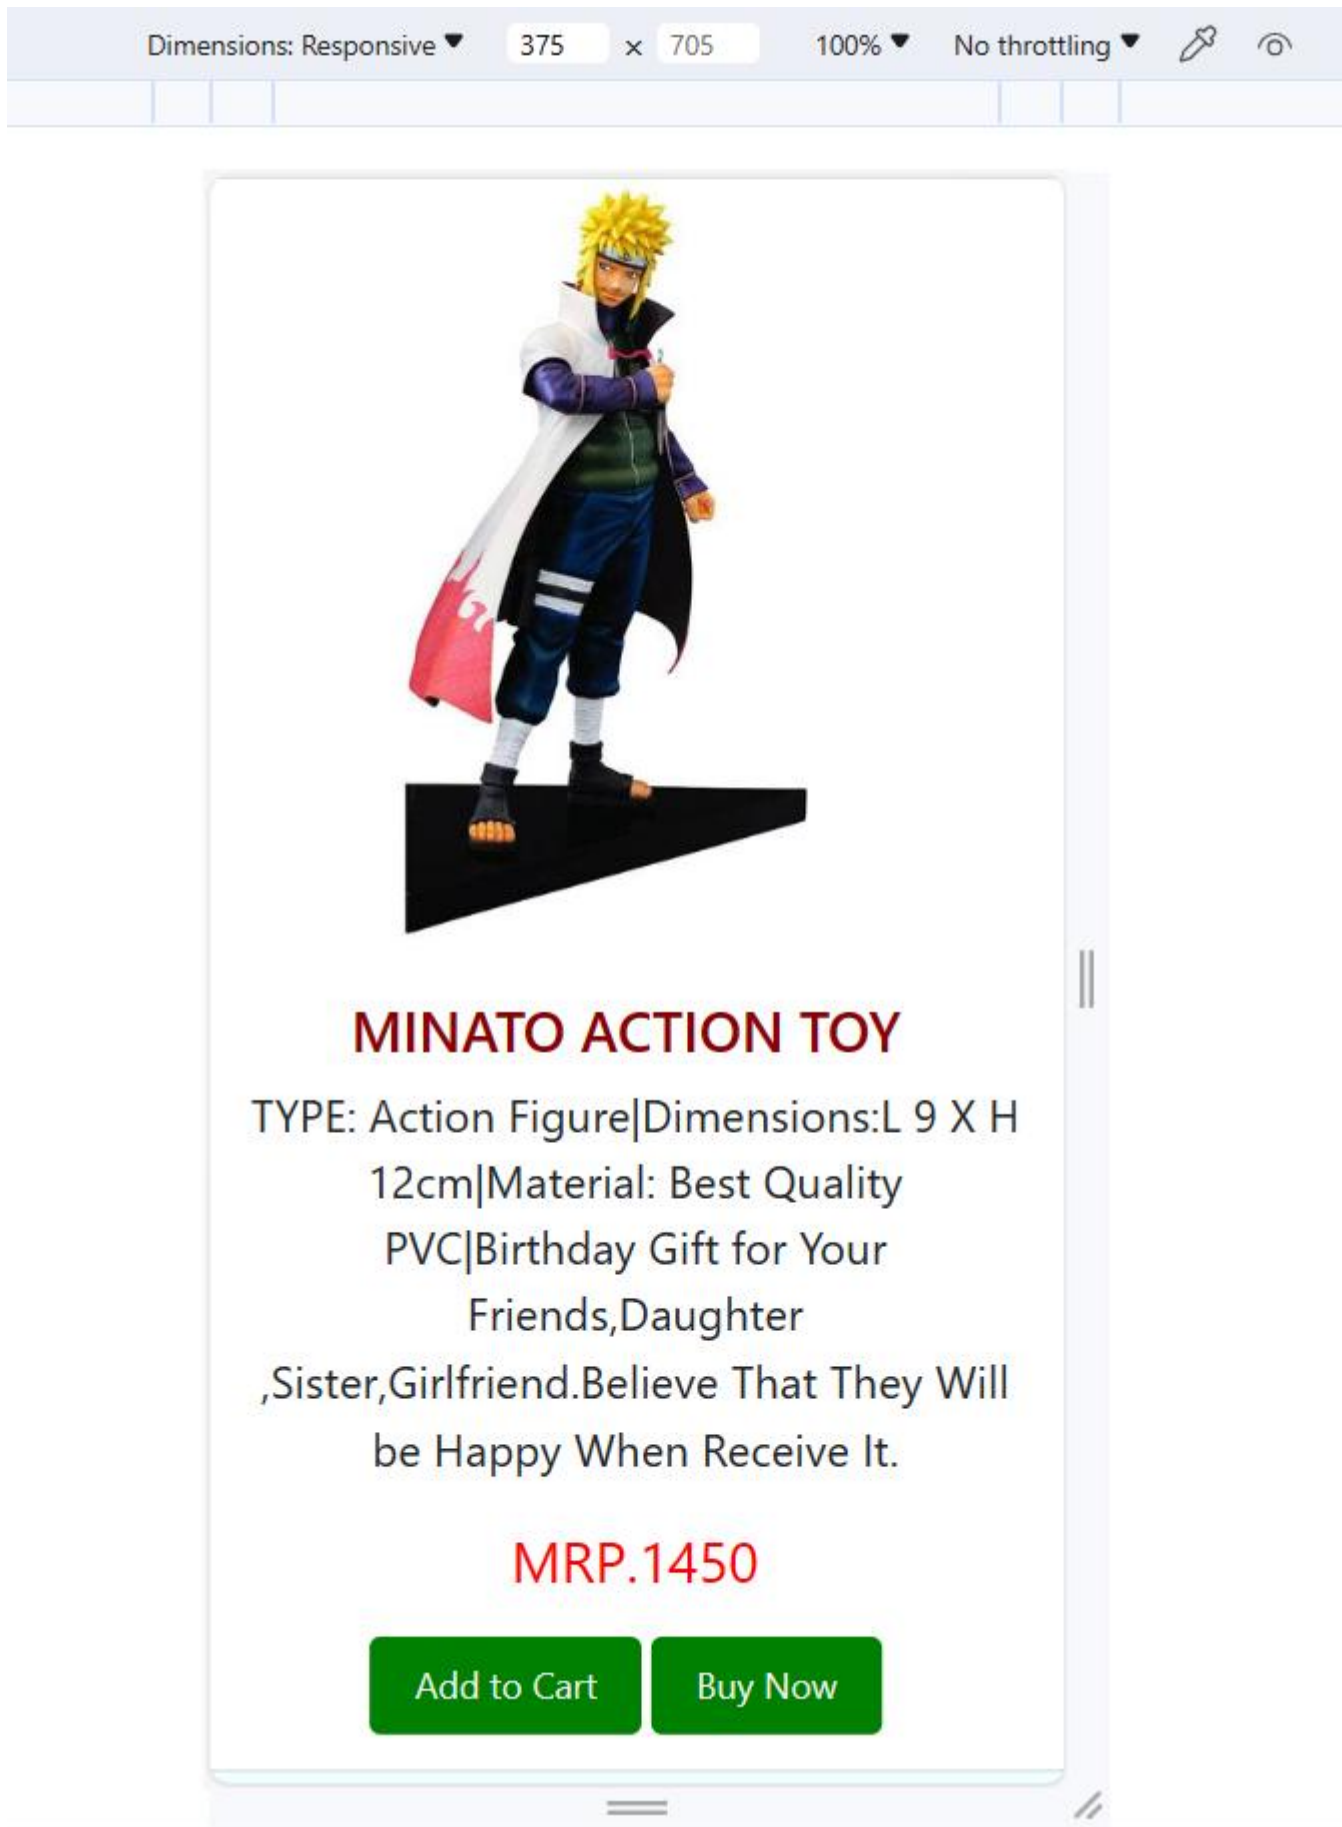 Dimensions: Responsive 375 × 705 100% No throttling
MINATO ACTION TOY
TYPE: Action Figure|Dimensions:L 9 X H
12cm|Material: Best Quality
PVC|Birthday Gift for Your
Friends,Daughter
,Sister,Girlfriend.Believe That They Will
be Happy When Receive It.
MRP.1450
Add to Cart Buy Now